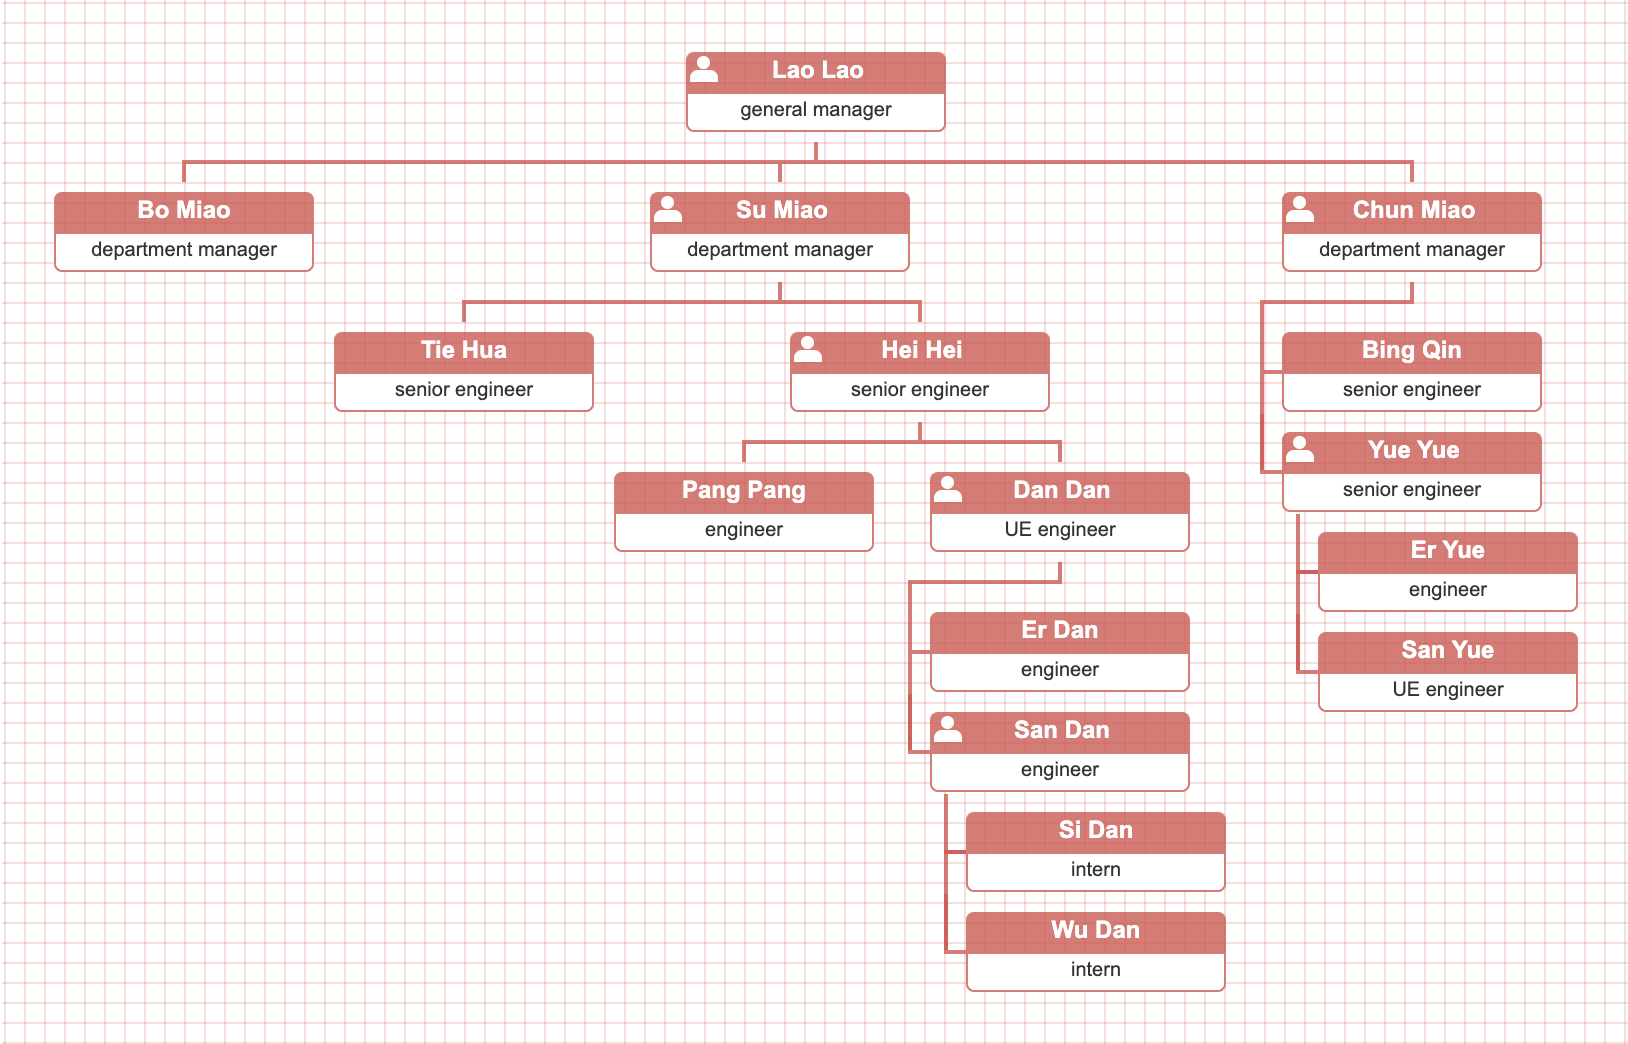 Lao Lao
general manager
Bo Miao
department manager
Su Miao
department manager
Chun Miao
department manager
Tie Hua
senior engineer
Hei Hei
senior engineer
Bing Qin
senior engineer
Yue Yue
senior engineer
Pang Pang
engineer
Dan Dan
UE engineer
Er Yue
engineer
San Yue
UE engineer
Er Dan
engineer
San Dan
engineer
Si Dan
intern
Wu Dan
intern